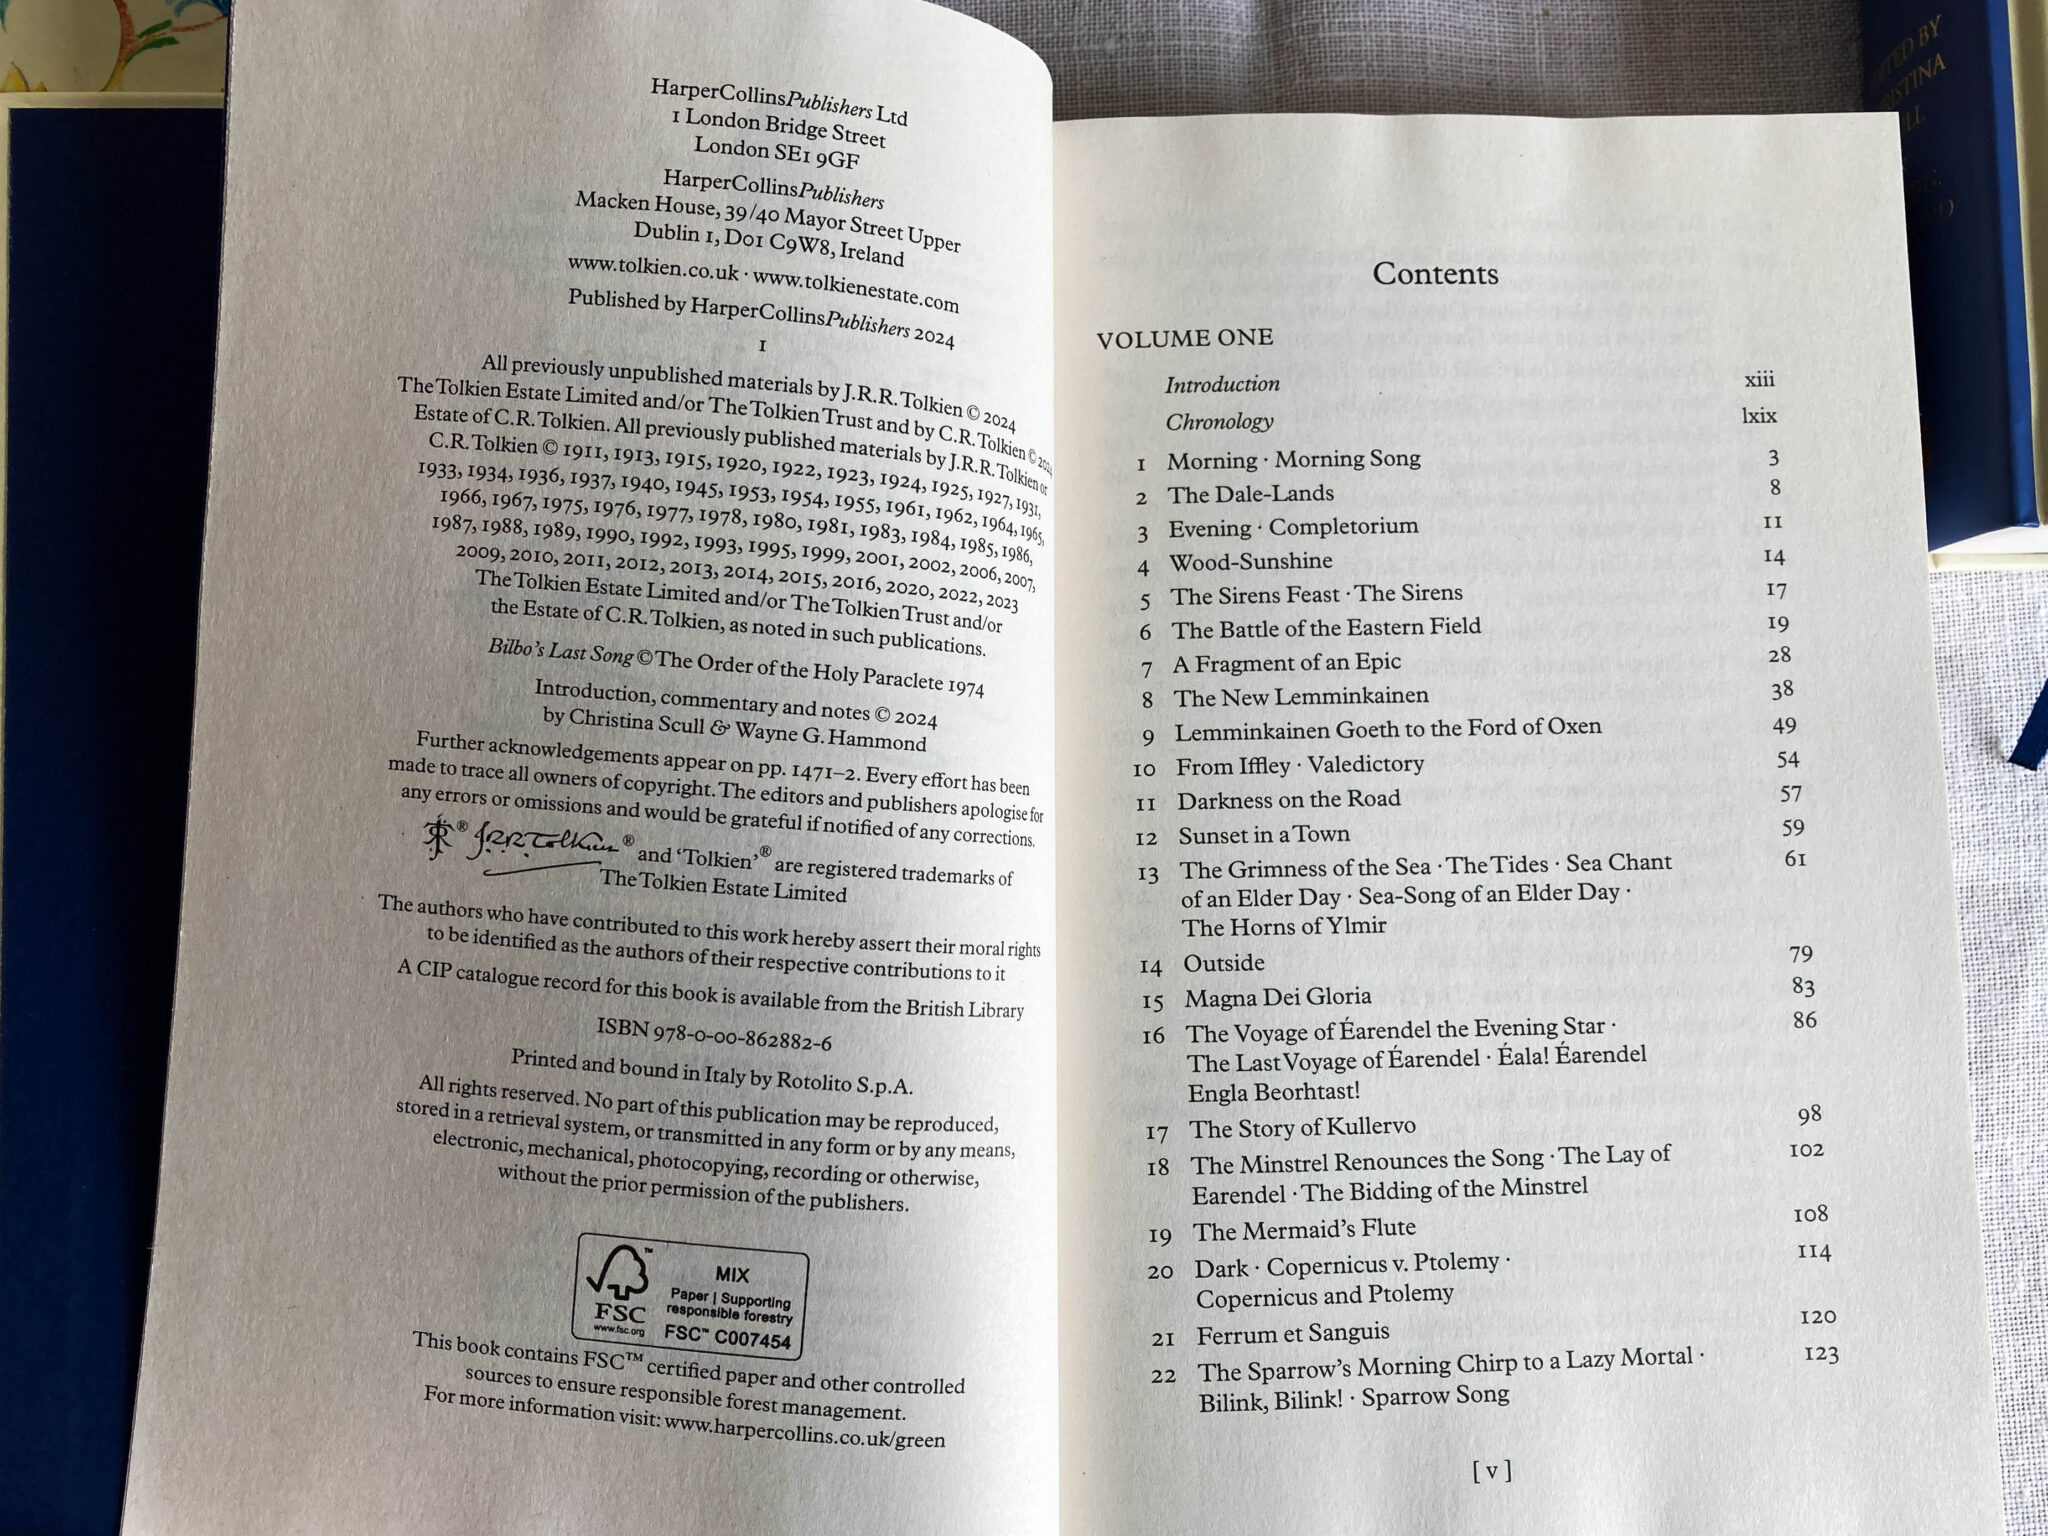 HarperCollinsPublishers Ltd
1 London Bridge Street
London SE1 9GF
HarperCollinsPublishers
Macken House, 39/40 Mayor Street Upper
Dublin 1, D01 C9W8, Ireland
www.tolkien.co.uk · www.tolkienestate.com
Published by HarperCollinsPublishers 2024
1
All previously unpublished materials by J.R.R. Tolkien © 2024
The Tolkien Estate Limited and/or The Tolkien Trust and by C.R. Tolkien © 2024
Estate of C.R. Tolkien. All previously published materials by J.R.R. Tolkien or
C.R. Tolkien © 1911, 1913, 1915, 1920, 1922, 1923, 1924, 1925, 1927, 1931,
1933, 1934, 1936, 1937, 1940, 1945, 1953, 1954, 1955, 1961, 1962, 1964, 1965,
1966, 1967, 1975, 1976, 1977, 1978, 1980, 1981, 1983, 1984, 1985, 1986,
1987, 1988, 1989, 1990, 1992, 1993, 1995, 1999, 2001, 2002, 2006, 2007,
2009, 2010, 2011, 2012, 2013, 2014, 2015, 2016, 2020, 2022, 2023
The Tolkien Estate Limited and/or The Tolkien Trust and/or
the Estate of C.R. Tolkien, as noted in such publications.
Bilbo's Last Song © The Order of the Holy Paraclete 1974
Introduction, commentary and notes © 2024
by Christina Scull & Wayne G. Hammond
Further acknowledgements appear on pp. 1471–2. Every effort has been
made to trace all owners of copyright. The editors and publishers apologise for
any errors or omissions and would be grateful if notified of any corrections.
® J.R.R. Tolkien ® and ‘Tolkien’® are registered trademarks of
The Tolkien Estate Limited
The authors who have contributed to this work hereby assert their moral rights
to be identified as the authors of their respective contributions to it
A CIP catalogue record for this book is available from the British Library
ISBN 978-0-00-862882-6
Printed and bound in Italy by Rotolito S.p.A.
All rights reserved. No part of this publication may be reproduced,
stored in a retrieval system, or transmitted in any form or by any means,
electronic, mechanical, photocopying, recording or otherwise,
without the prior permission of the publishers.
FSC
www.fsc.org
MIX
Paper | Supporting
responsible forestry
FSC™ C007454
This book contains FSC™ certified paper and other controlled
sources to ensure responsible forest management.
For more information visit: www.harpercollins.co.uk/green
Contents
VOLUME ONE
Introduction xiii
Chronology lxix
1 Morning · Morning Song 3
2 The Dale-Lands 8
3 Evening · Completorium 11
4 Wood-Sunshine 14
5 The Sirens Feast · The Sirens 17
6 The Battle of the Eastern Field 19
7 A Fragment of an Epic 28
8 The New Lemminkainen 38
9 Lemminkainen Goeth to the Ford of Oxen 49
10 From Iffley · Valedictory 54
11 Darkness on the Road 57
12 Sunset in a Town 59
13 The Grimness of the Sea · The Tides · Sea Chant 61
of an Elder Day · Sea-Song of an Elder Day ·
The Horns of Ylmir
14 Outside 79
15 Magna Dei Gloria 83
16 The Voyage of Éarendel the Evening Star · 86
The Last Voyage of Éarendel · Éala! Éarendel
Engla Beorhtast!
17 The Story of Kullervo 98
18 The Minstrel Renounces the Song · The Lay of 102
Earendel · The Bidding of the Minstrel
19 The Mermaid's Flute 108
20 Dark · Copernicus v. Ptolemy · 114
Copernicus and Ptolemy
21 Ferrum et Sanguis 120
22 The Sparrow's Morning Chirp to a Lazy Mortal · 123
Bilink, Bilink! · Sparrow Song
[ v ]
BY